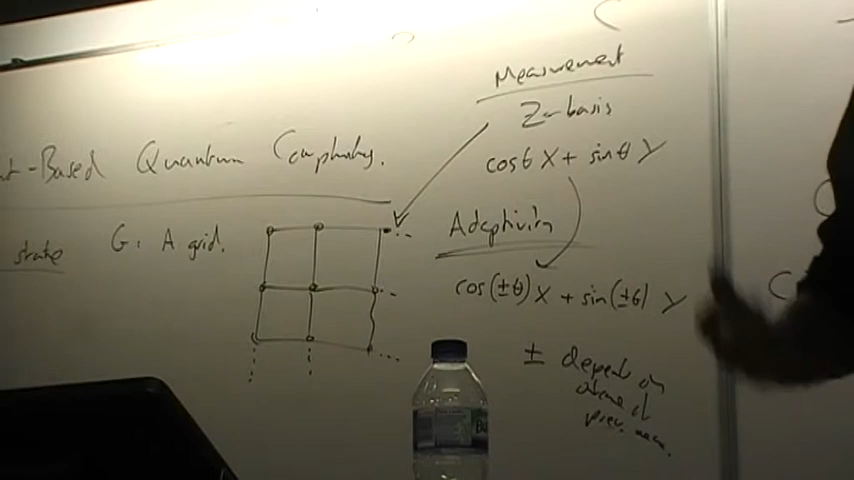 Measurement
Z-basis
cosθ X + sinθ Y
t-Based Quantum Computing.
state G: A grid.
Adaptivity
cos(±θ)X + sin(±θ) Y
± depends on
outcome of
prev. meas.